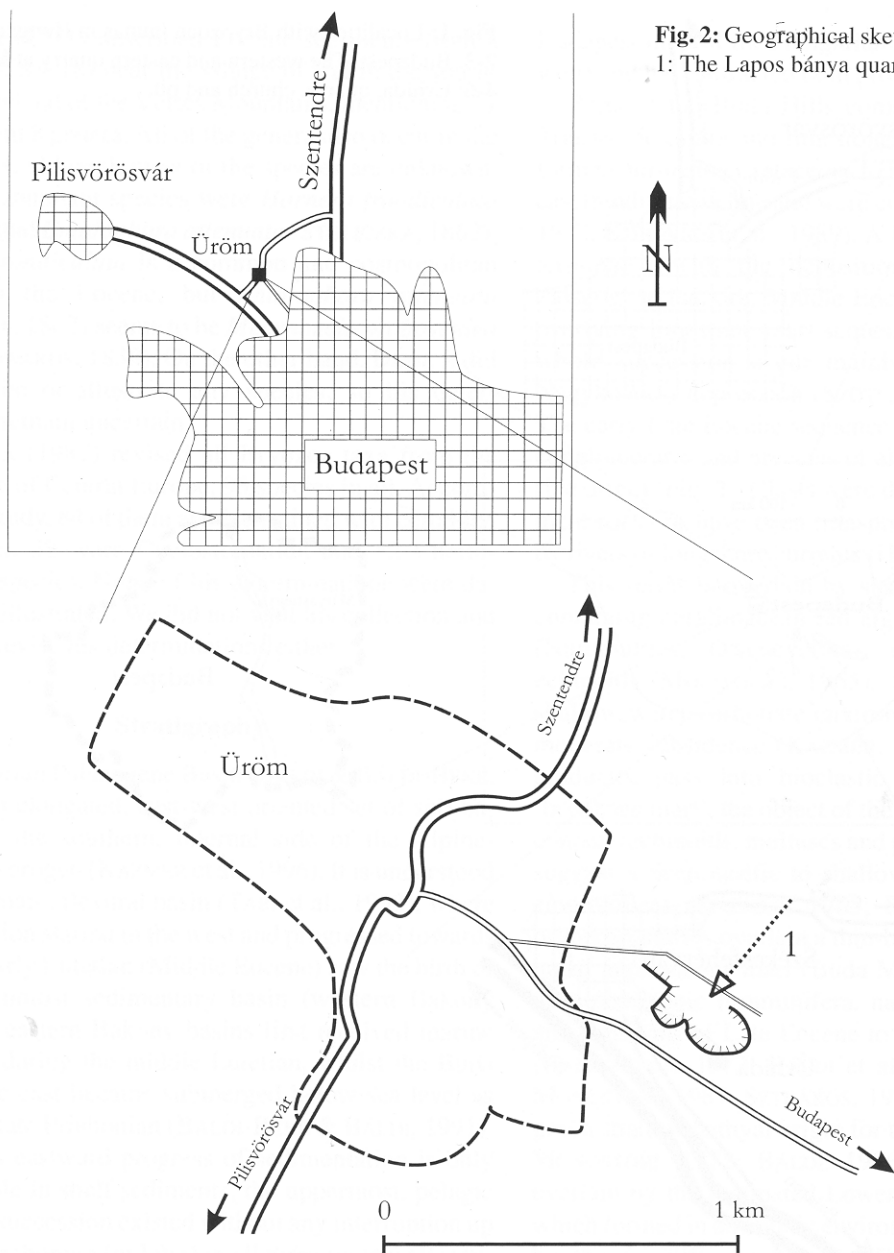 Fig. 2: Geographical ske
1: The Lapos bánya quar
Szentendre
Pilisvörösvár
Üröm
N
Budapest
Szentendre
Üröm
1
Pilisvörösvár
Budapest
0 1 km